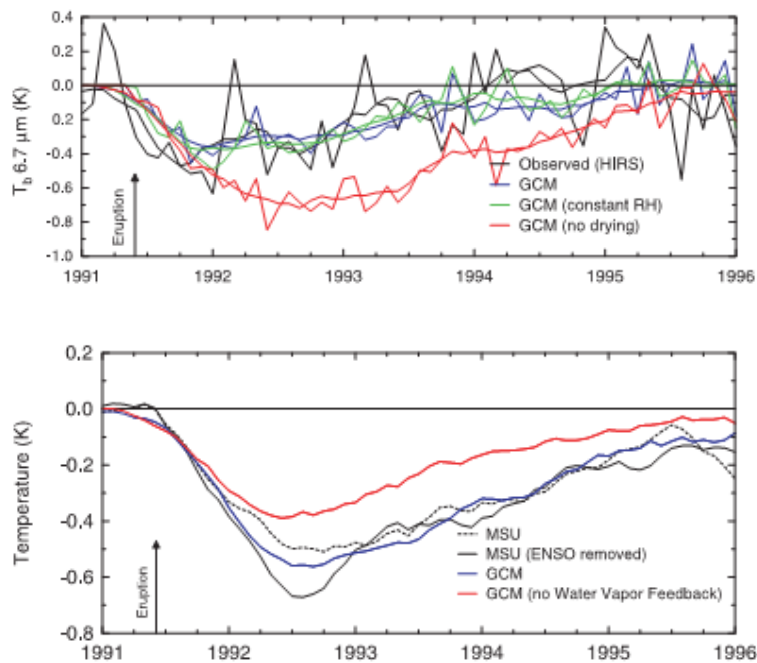 0.4
0.2
0.0
-0.2
-0.4
-0.6
-0.8
-1.0
T_b 6.7 μm (K)
Eruption
Observed (HIRS)
GCM
GCM (constant RH)
GCM (no drying)
1991 1992 1993 1994 1995 1996
0.2
0.0
-0.2
-0.4
-0.6
-0.8
Temperature (K)
Eruption
MSU
MSU (ENSO removed)
GCM
GCM (no Water Vapor Feedback)
1991 1992 1993 1994 1995 1996